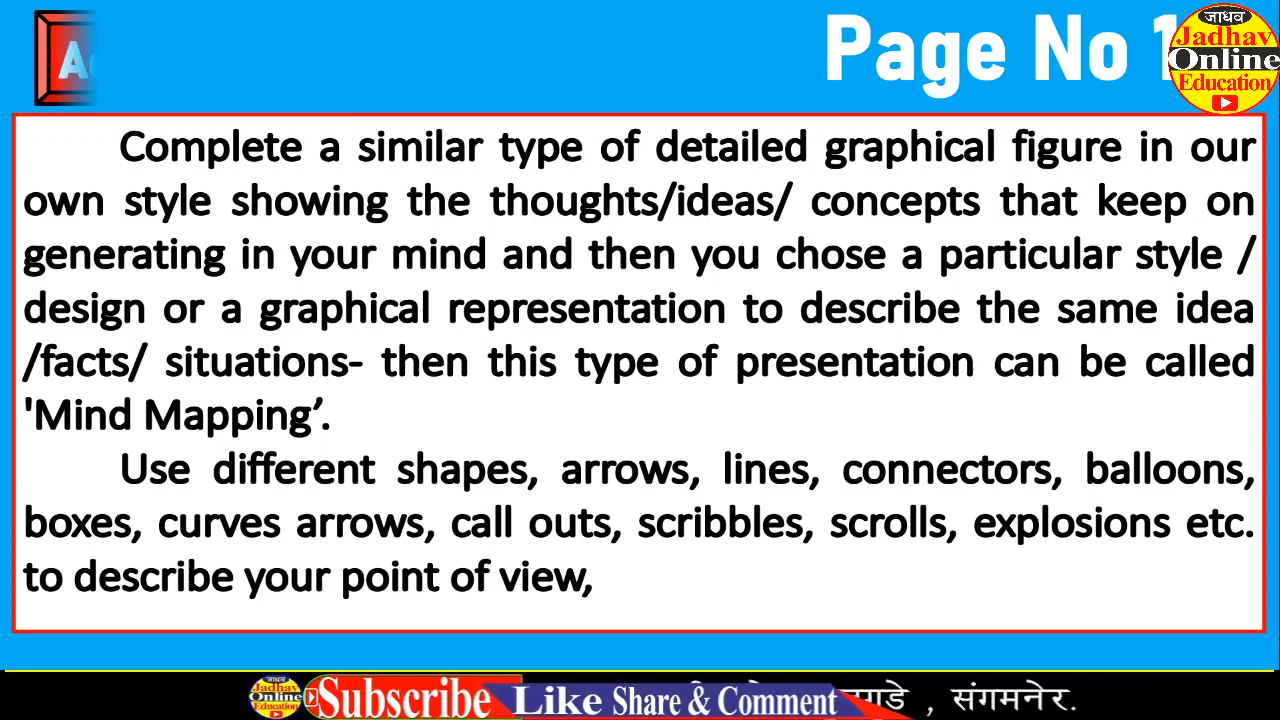 Page No 1
जाधव
Jadhav
Online
Education
Complete a similar type of detailed graphical figure in our
own style showing the thoughts/ideas/ concepts that keep on
generating in your mind and then you chose a particular style /
design or a graphical representation to describe the same idea
/facts/ situations- then this type of presentation can be called
'Mind Mapping’.
Use different shapes, arrows, lines, connectors, balloons,
boxes, curves arrows, call outs, scribbles, scrolls, explosions etc.
to describe your point of view,
जाधव
Jadhav
Online
Education
Subscribe Like Share & Comment , संगमनेर.